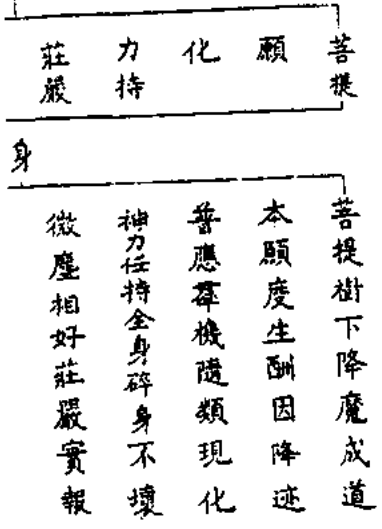 菩提
願
化
力持
莊嚴
身
菩提樹下降魔成道
本願度生酬因降迹
普應羣機隨類現化
神力任持全身碎身不壞
微塵相好莊嚴實報